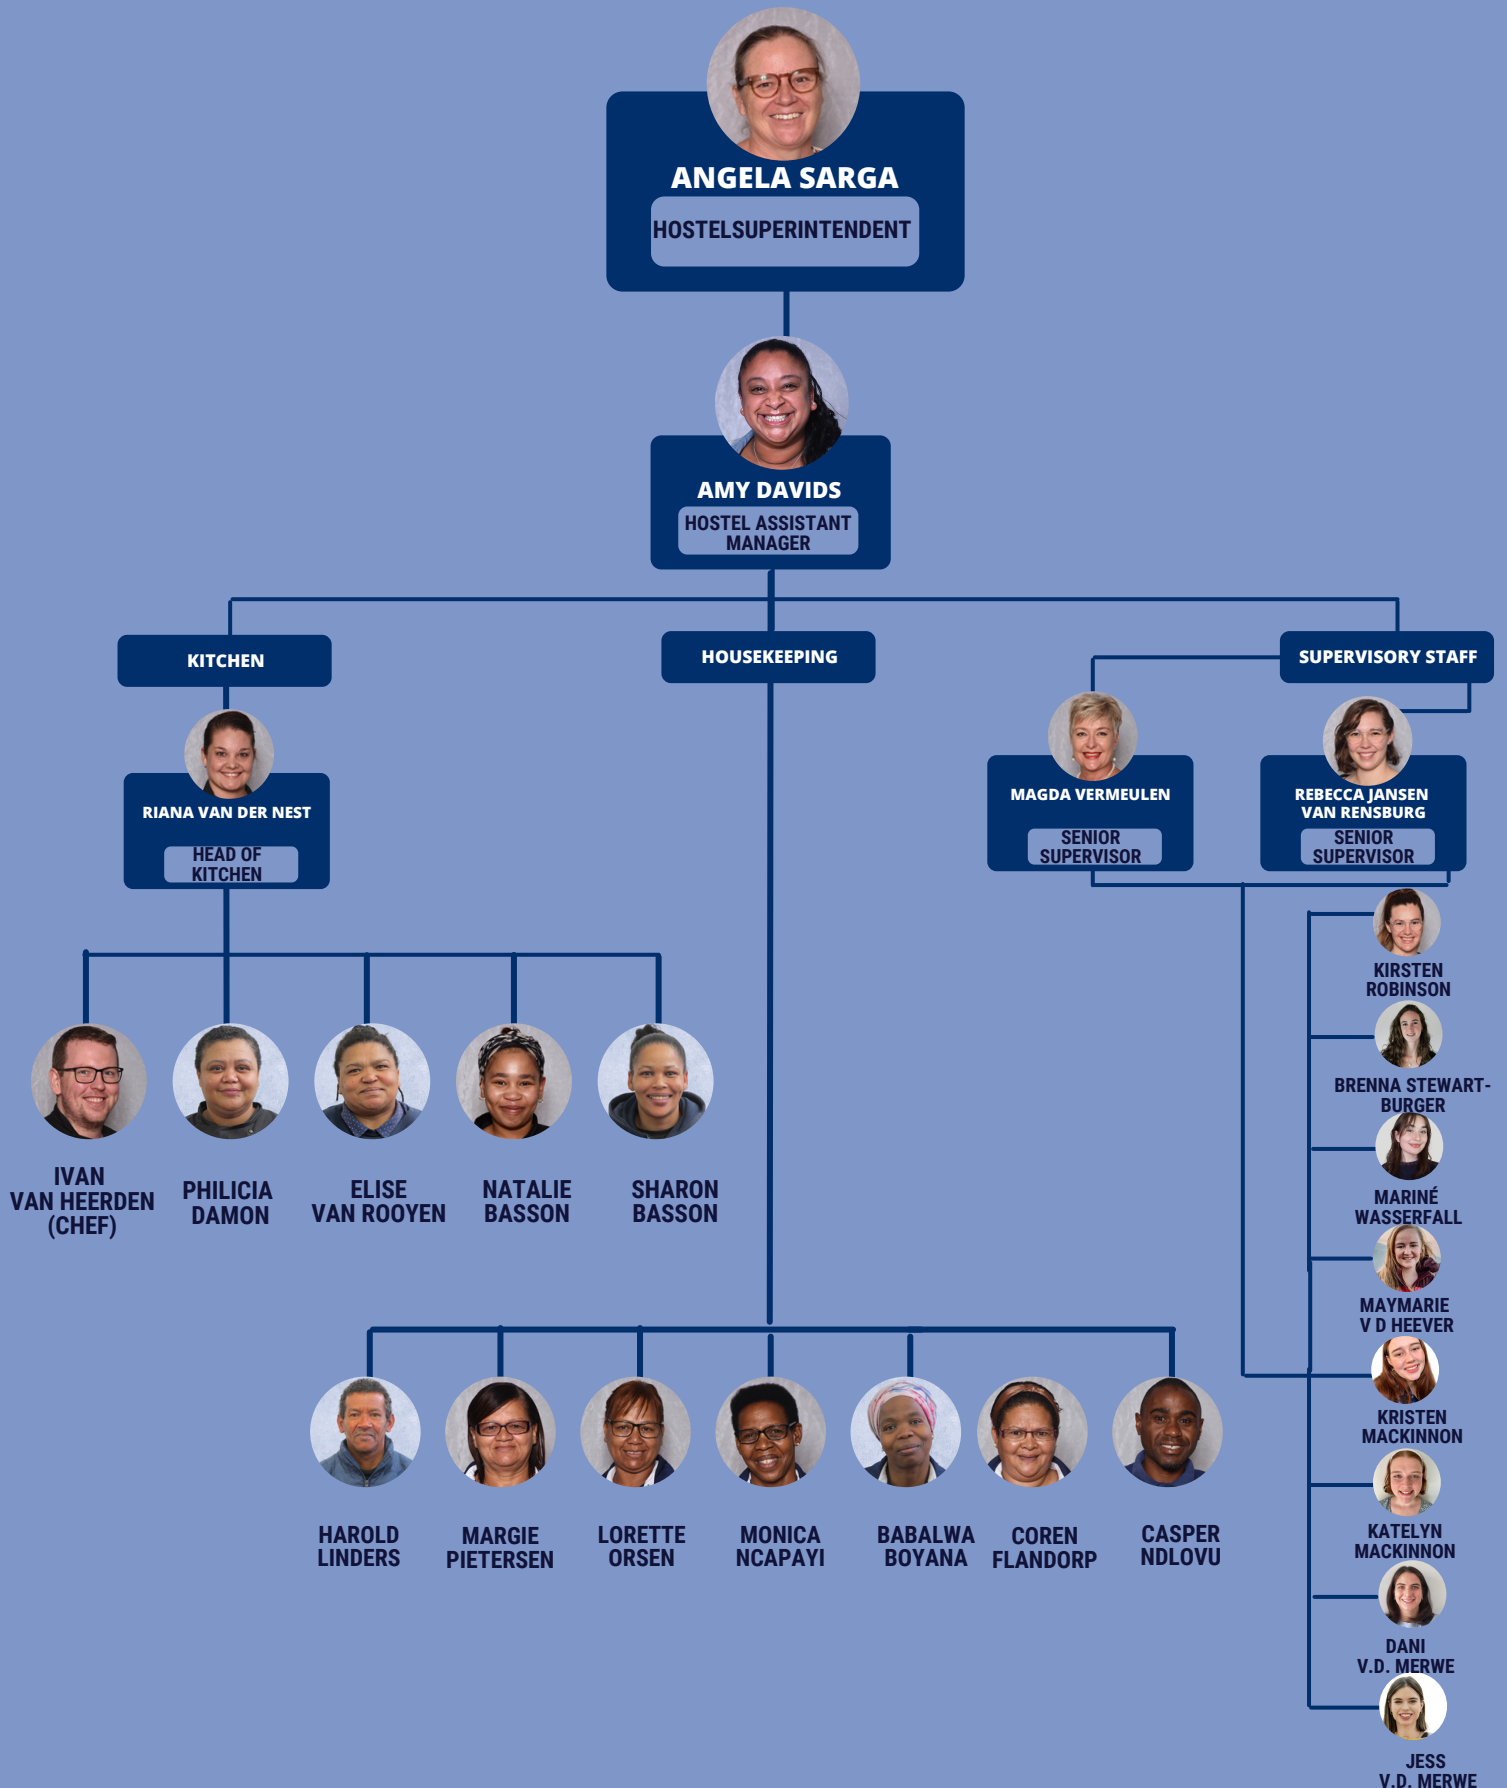 ANGELA SARGA
HOSTELSUPERINTENDENT
AMY DAVIDS
HOSTEL ASSISTANT
MANAGER
KITCHEN
HOUSEKEEPING
SUPERVISORY STAFF
RIANA VAN DER NEST
HEAD OF
KITCHEN
MAGDA VERMEULEN
SENIOR
SUPERVISOR
REBECCA JANSEN
VAN RENSBURG
SENIOR
SUPERVISOR
IVAN
VAN HEERDEN
(CHEF)
PHILICIA
DAMON
ELISE
VAN ROOYEN
NATALIE
BASSON
SHARON
BASSON
HAROLD
LINDERS
MARGIE
PIETERSEN
LORETTE
ORSEN
MONICA
NCAPAYI
BABALWA
BOYANA
COREN
FLANDORP
CASPER
NDLOVU
KIRSTEN
ROBINSON
BRENNA STEWART-
BURGER
MARINÉ
WASSERFALL
MAYMARIE
V D HEEVER
KRISTEN
MACKINNON
KATELYN
MACKINNON
DANI
V.D. MERWE
JESS
V.D. MERWE